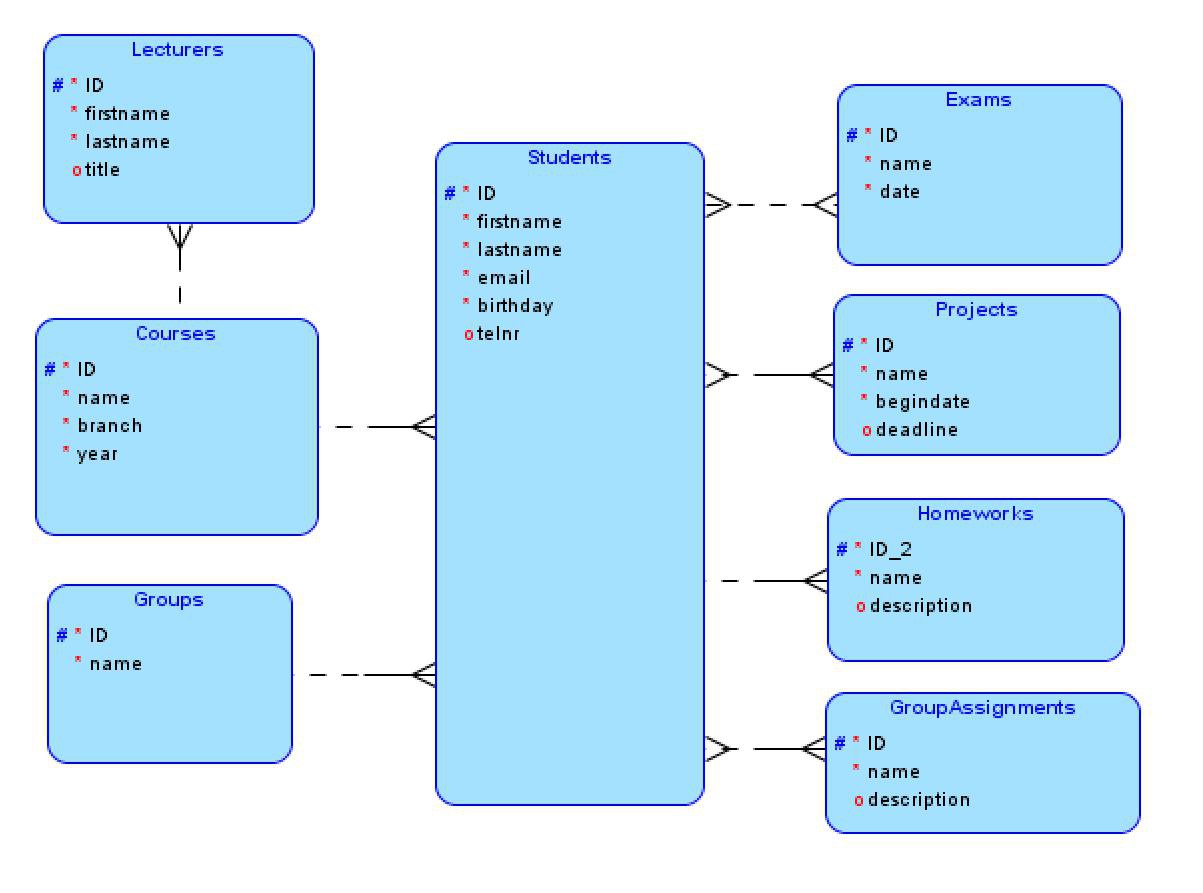 Lecturers
# * ID
* firstname
* lastname
o title
Courses
# * ID
* name
* branch
* year
Groups
# * ID
* name
Students
# * ID
* firstname
* lastname
* email
* birthday
o telnr
Exams
# * ID
* name
* date
Projects
# * ID
* name
* begindate
o deadline
Homeworks
# * ID_2
* name
o description
GroupAssignments
# * ID
* name
o description